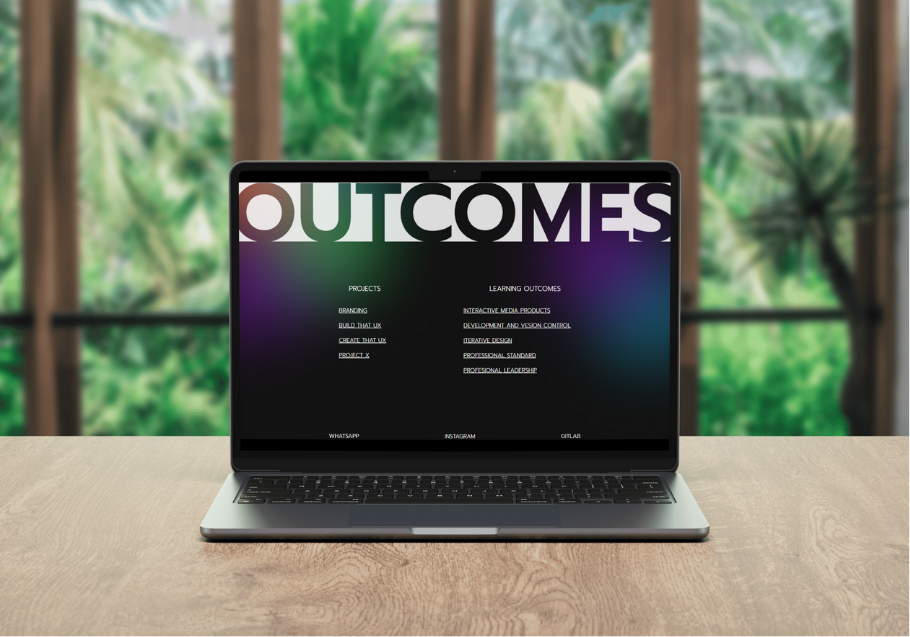 OUTCOMES
PROJECTS
BRANDING
BUILD THAT UX
CREATE THAT UX
PROJECT X
LEARNING OUTCOMES
INTERACTIVE MEDIA PRODUCTS
DEVELOPMENT AND VESION CONTROL
ITERATIVE DESIGN
PROFESSIONAL STANDARD
PROFESIONAL LEADERSHIP
WHATSAPP
INSTAGRAM
GITLAB